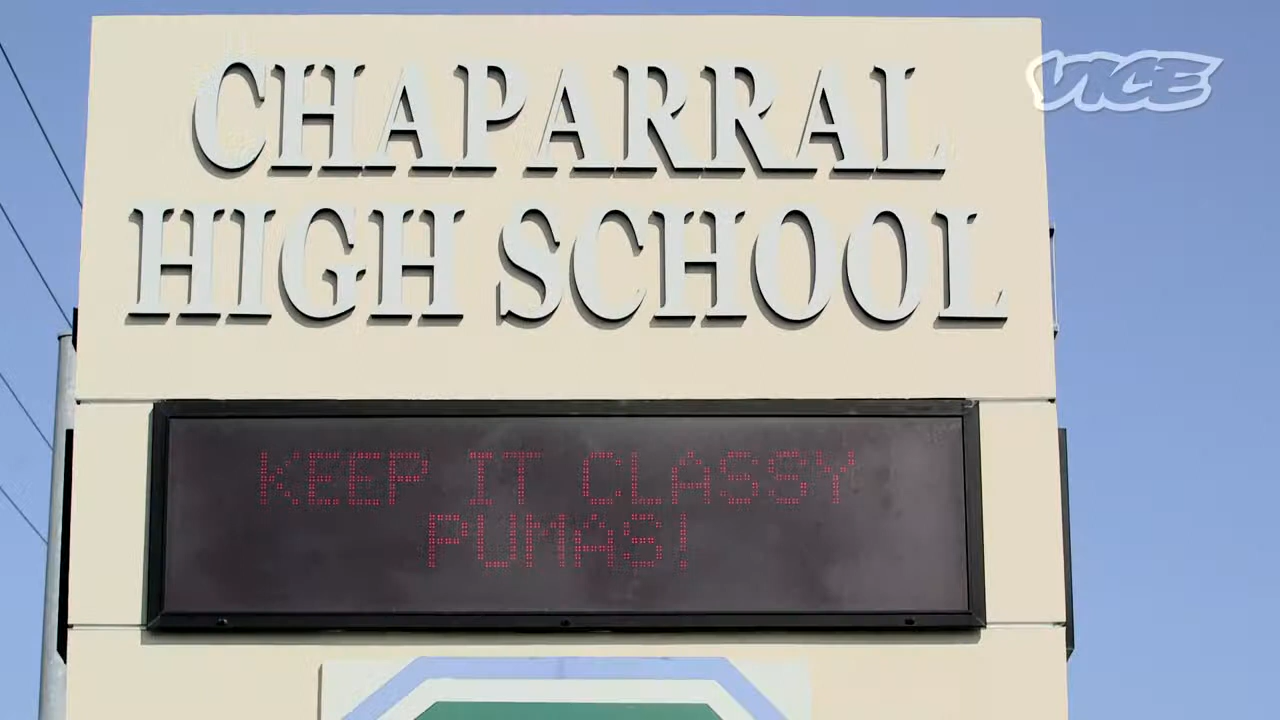 VICE
CHAPARRAL
HIGH SCHOOL
KEEP IT CLASSY
PUMAS!